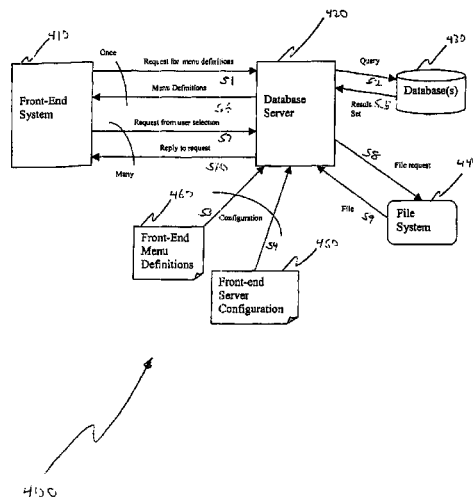 410
420
430
Once
Request for menu definitions
S1
Query
S2
Front-End
System
Menu Definitions
S6
Database
Server
Database(s)
Result
Set
S5
Request from user selection
S7
Reply to request
S10
Many
S8
File request
440
460
S3
Configuration
S9
File
File
System
Front-End
Menu
Definitions
S4
450
Front-end
Server
Configuration
400